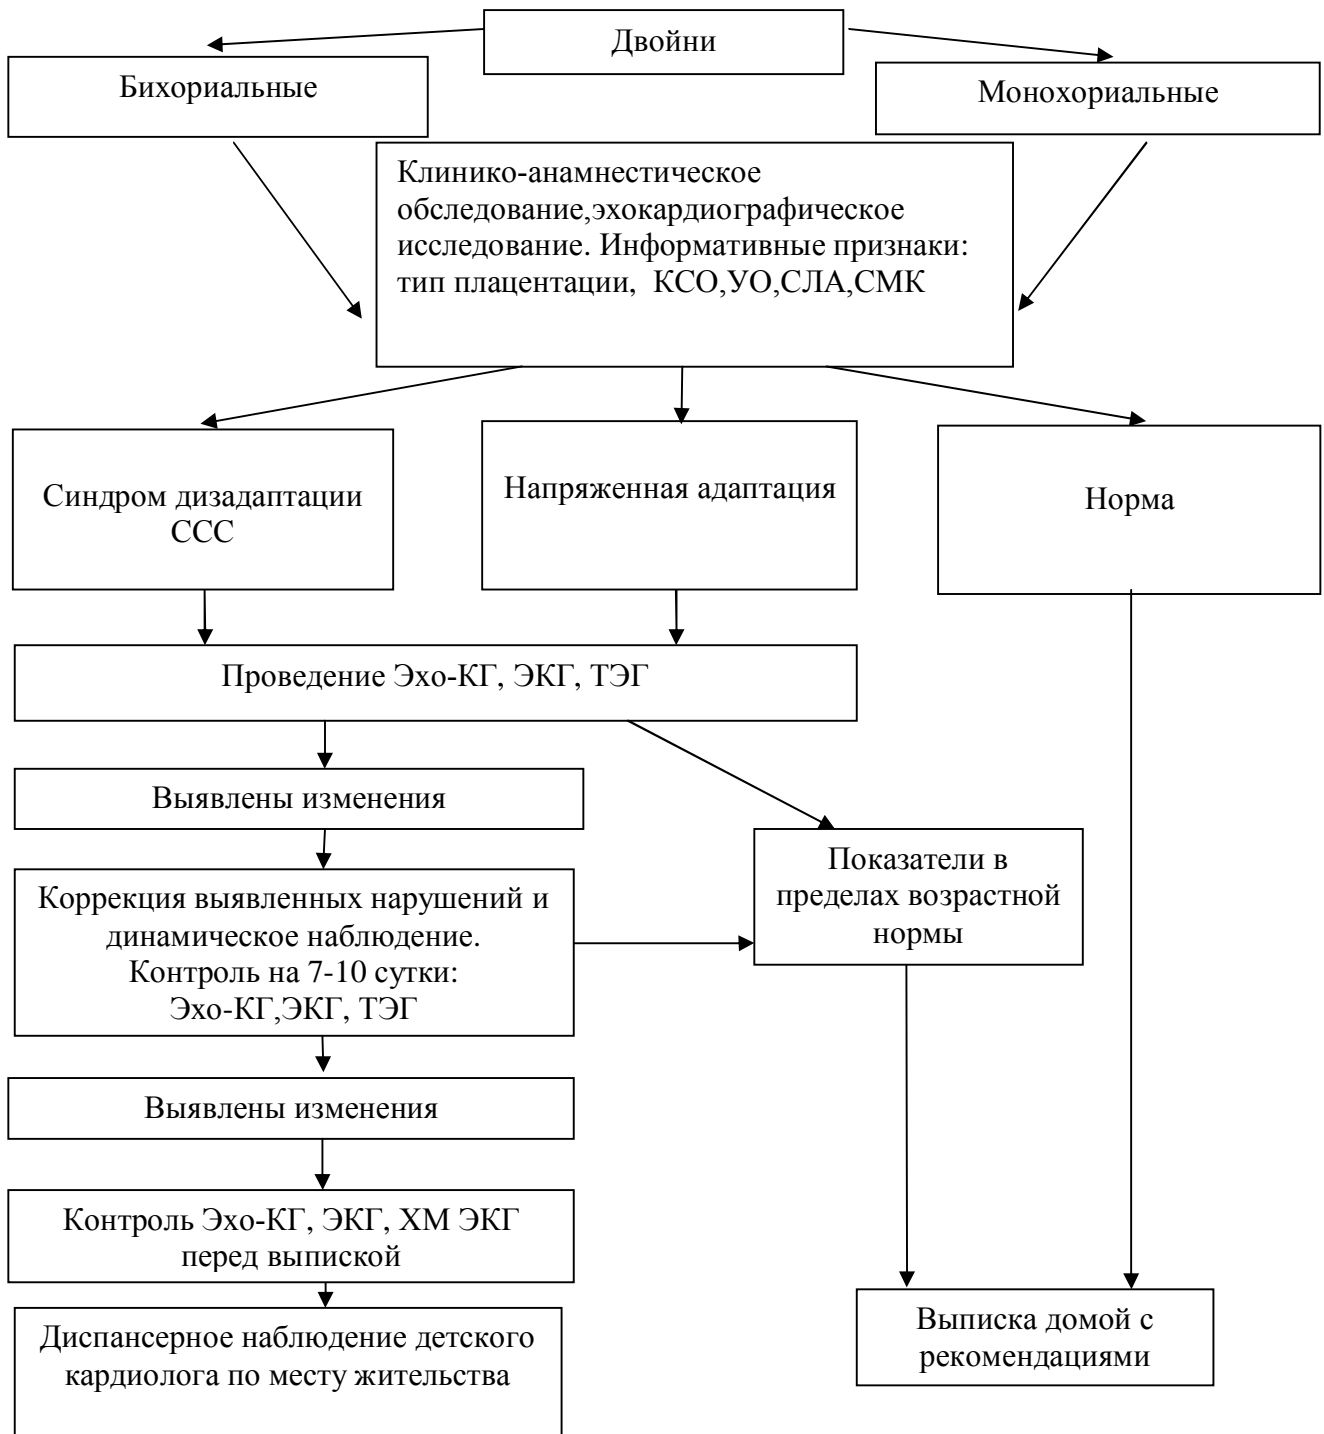 Двойни
Бихориальные
Монохориальные
Клинико-анамнестическое
обследование,эхокардиографическое
исследование. Информативные признаки:
тип плацентации, КСО,УО,СЛА,СМК
Синдром дизадаптации
ССС
Напряженная адаптация
Норма
Проведение Эхо-КГ, ЭКГ, ТЭГ
Выявлены изменения
Показатели в
пределах возрастной
нормы
Коррекция выявленных нарушений и
динамическое наблюдение.
Контроль на 7-10 сутки:
Эхо-КГ,ЭКГ, ТЭГ
Выявлены изменения
Контроль Эхо-КГ, ЭКГ, ХМ ЭКГ
перед выпиской
Диспансерное наблюдение детского
кардиолога по месту жительства
Выписка домой с
рекомендациями